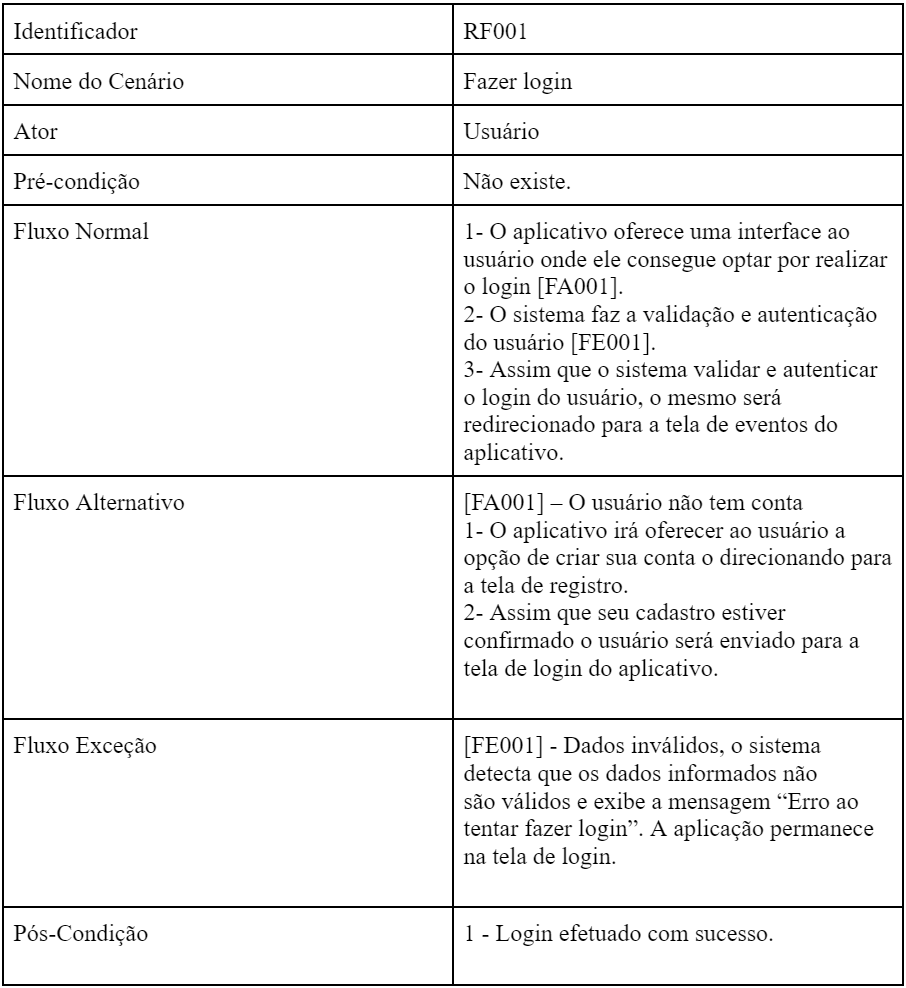 Identificador
RF001
Nome do Cenário
Fazer login
Ator
Usuário
Pré-condição
Não existe.
Fluxo Normal
1- O aplicativo oferece uma interface ao
usuário onde ele consegue optar por realizar
o login [FA001].
2- O sistema faz a validação e autenticação
do usuário [FE001].
3- Assim que o sistema validar e autenticar
o login do usuário, o mesmo será
redirecionado para a tela de eventos do
aplicativo.
Fluxo Alternativo
[FA001] – O usuário não tem conta
1- O aplicativo irá oferecer ao usuário a
opção de criar sua conta o direcionando para
a tela de registro.
2- Assim que seu cadastro estiver
confirmado o usuário será enviado para a
tela de login do aplicativo.
Fluxo Exceção
[FE001] - Dados inválidos, o sistema
detecta que os dados informados não
são válidos e exibe a mensagem “Erro ao
tentar fazer login”. A aplicação permanece
na tela de login.
Pós-Condição
1 - Login efetuado com sucesso.